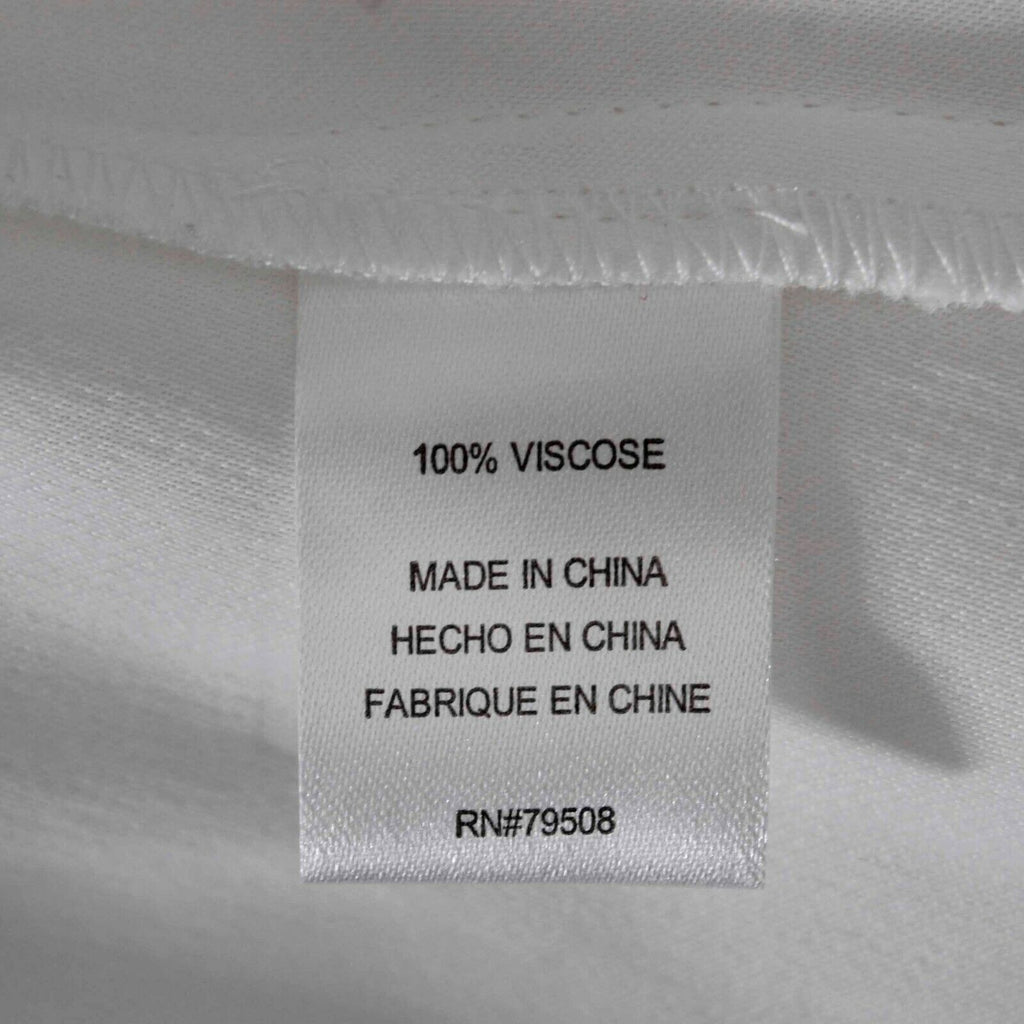 100% VISCOSE
MADE IN CHINA
HECHO EN CHINA
FABRIQUE EN CHINE
RN#79508